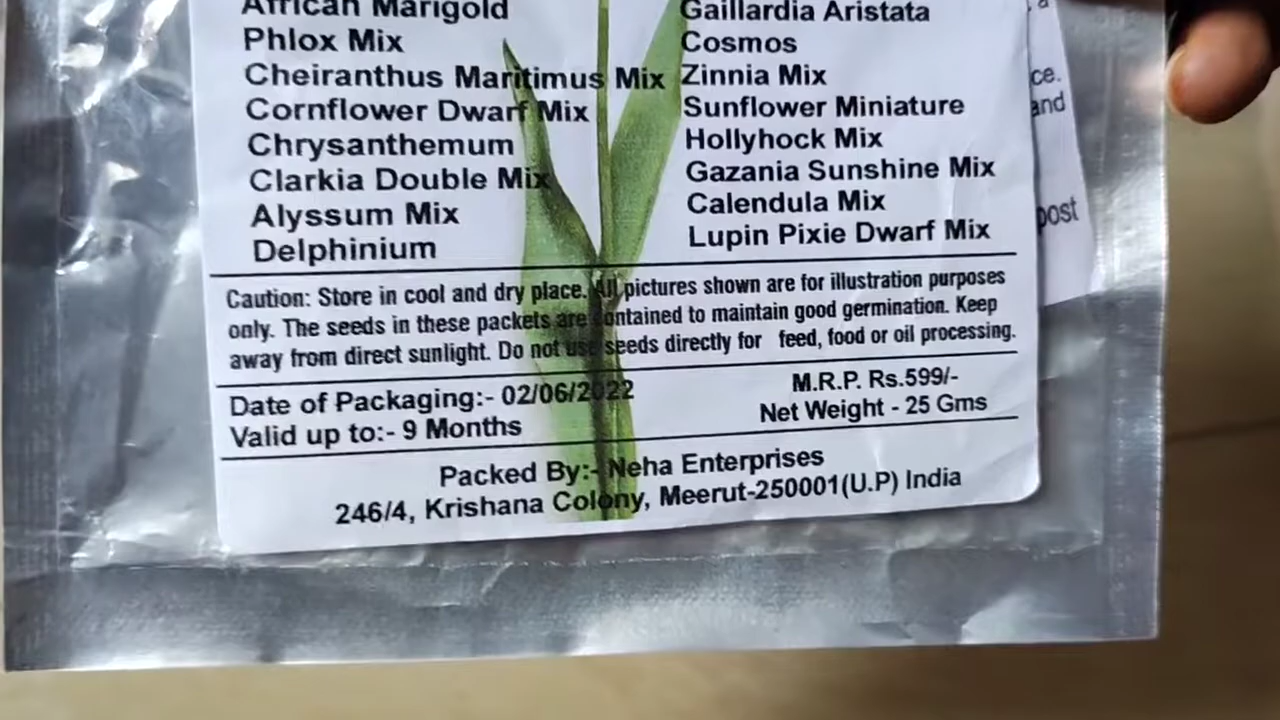 African Marigold
Phlox Mix
Cheiranthus Maritimus Mix
Cornflower Dwarf Mix
Chrysanthemum
Clarkia Double Mix
Alyssum Mix
Delphinium
Gaillardia Aristata
Cosmos
Zinnia Mix
Sunflower Miniature
Hollyhock Mix
Gazania Sunshine Mix
Calendula Mix
Lupin Pixie Dwarf Mix
Caution: Store in cool and dry place. All pictures shown are for illustration purposes
only. The seeds in these packets are contained to maintain good germination. Keep
away from direct sunlight. Do not use seeds directly for feed, food or oil processing.
Date of Packaging:- 02/06/2022
Valid up to:- 9 Months
M.R.P. Rs.599/-
Net Weight - 25 Gms
Packed By:- Neha Enterprises
246/4, Krishana Colony, Meerut-250001(U.P) India
ce.
and
post